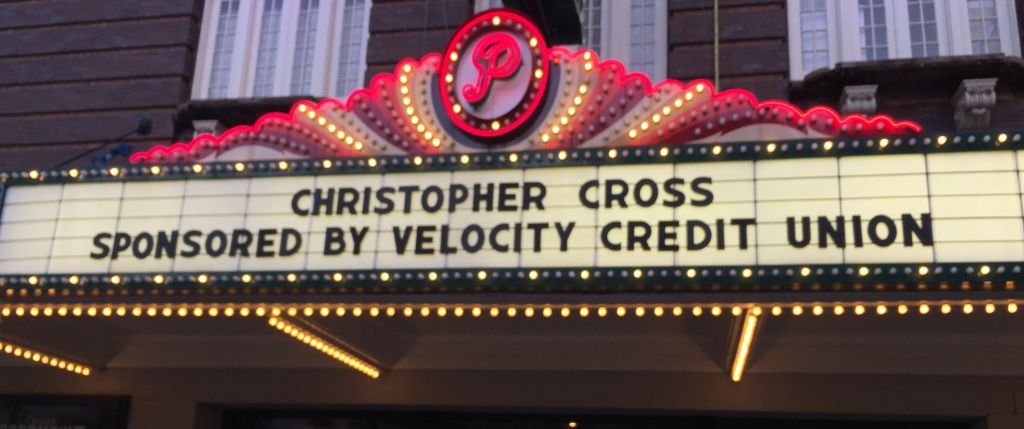 P
CHRISTOPHER CROSS
SPONSORED BY VELOCITY CREDIT UNION